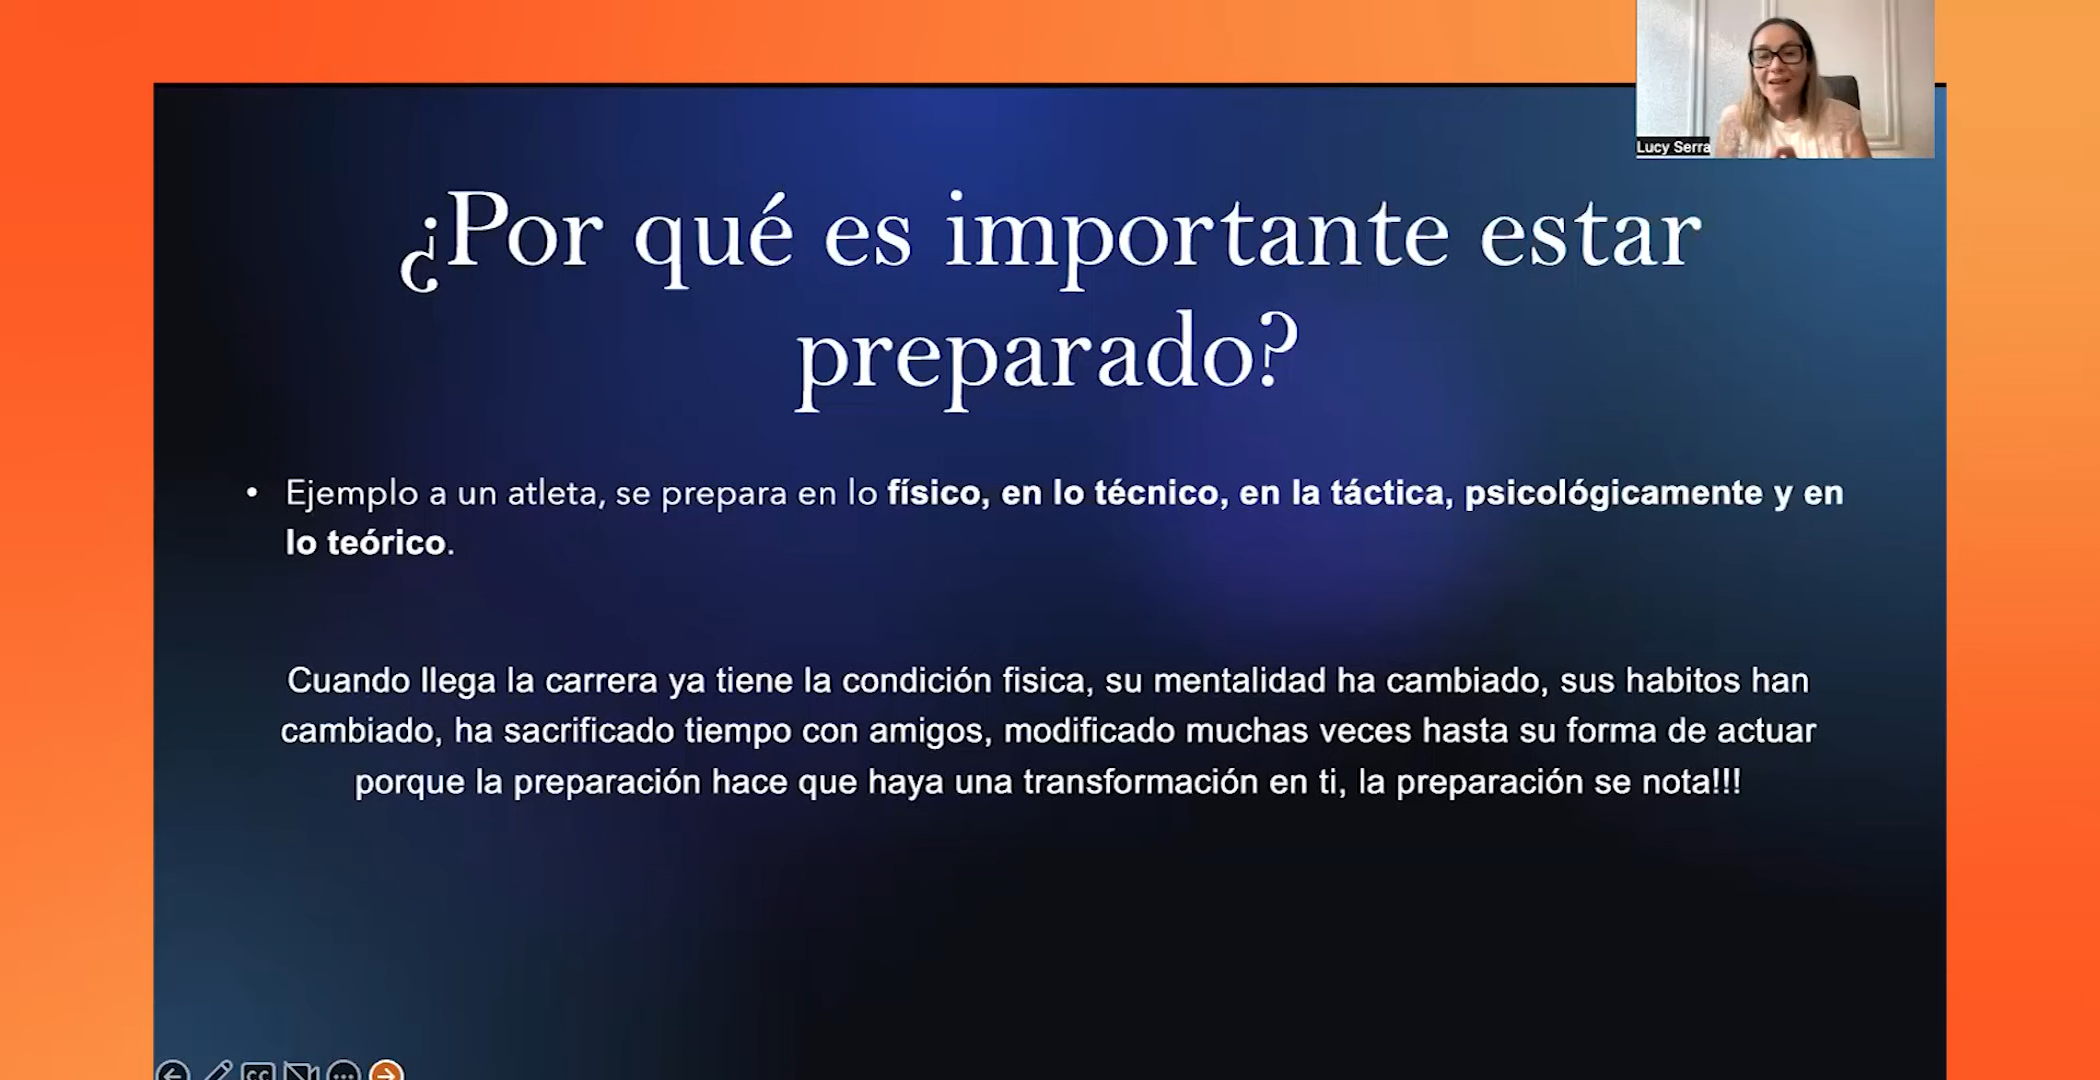 Lucy Serra
¿Por qué es importante estar
preparado?
• Ejemplo a un atleta, se prepara en lo físico, en lo técnico, en la táctica, psicológicamente y en
lo teórico.
Cuando llega la carrera ya tiene la condición fisica, su mentalidad ha cambiado, sus habitos han
cambiado, ha sacrificado tiempo con amigos, modificado muchas veces hasta su forma de actuar
porque la preparación hace que haya una transformación en ti, la preparación se nota!!!
CC